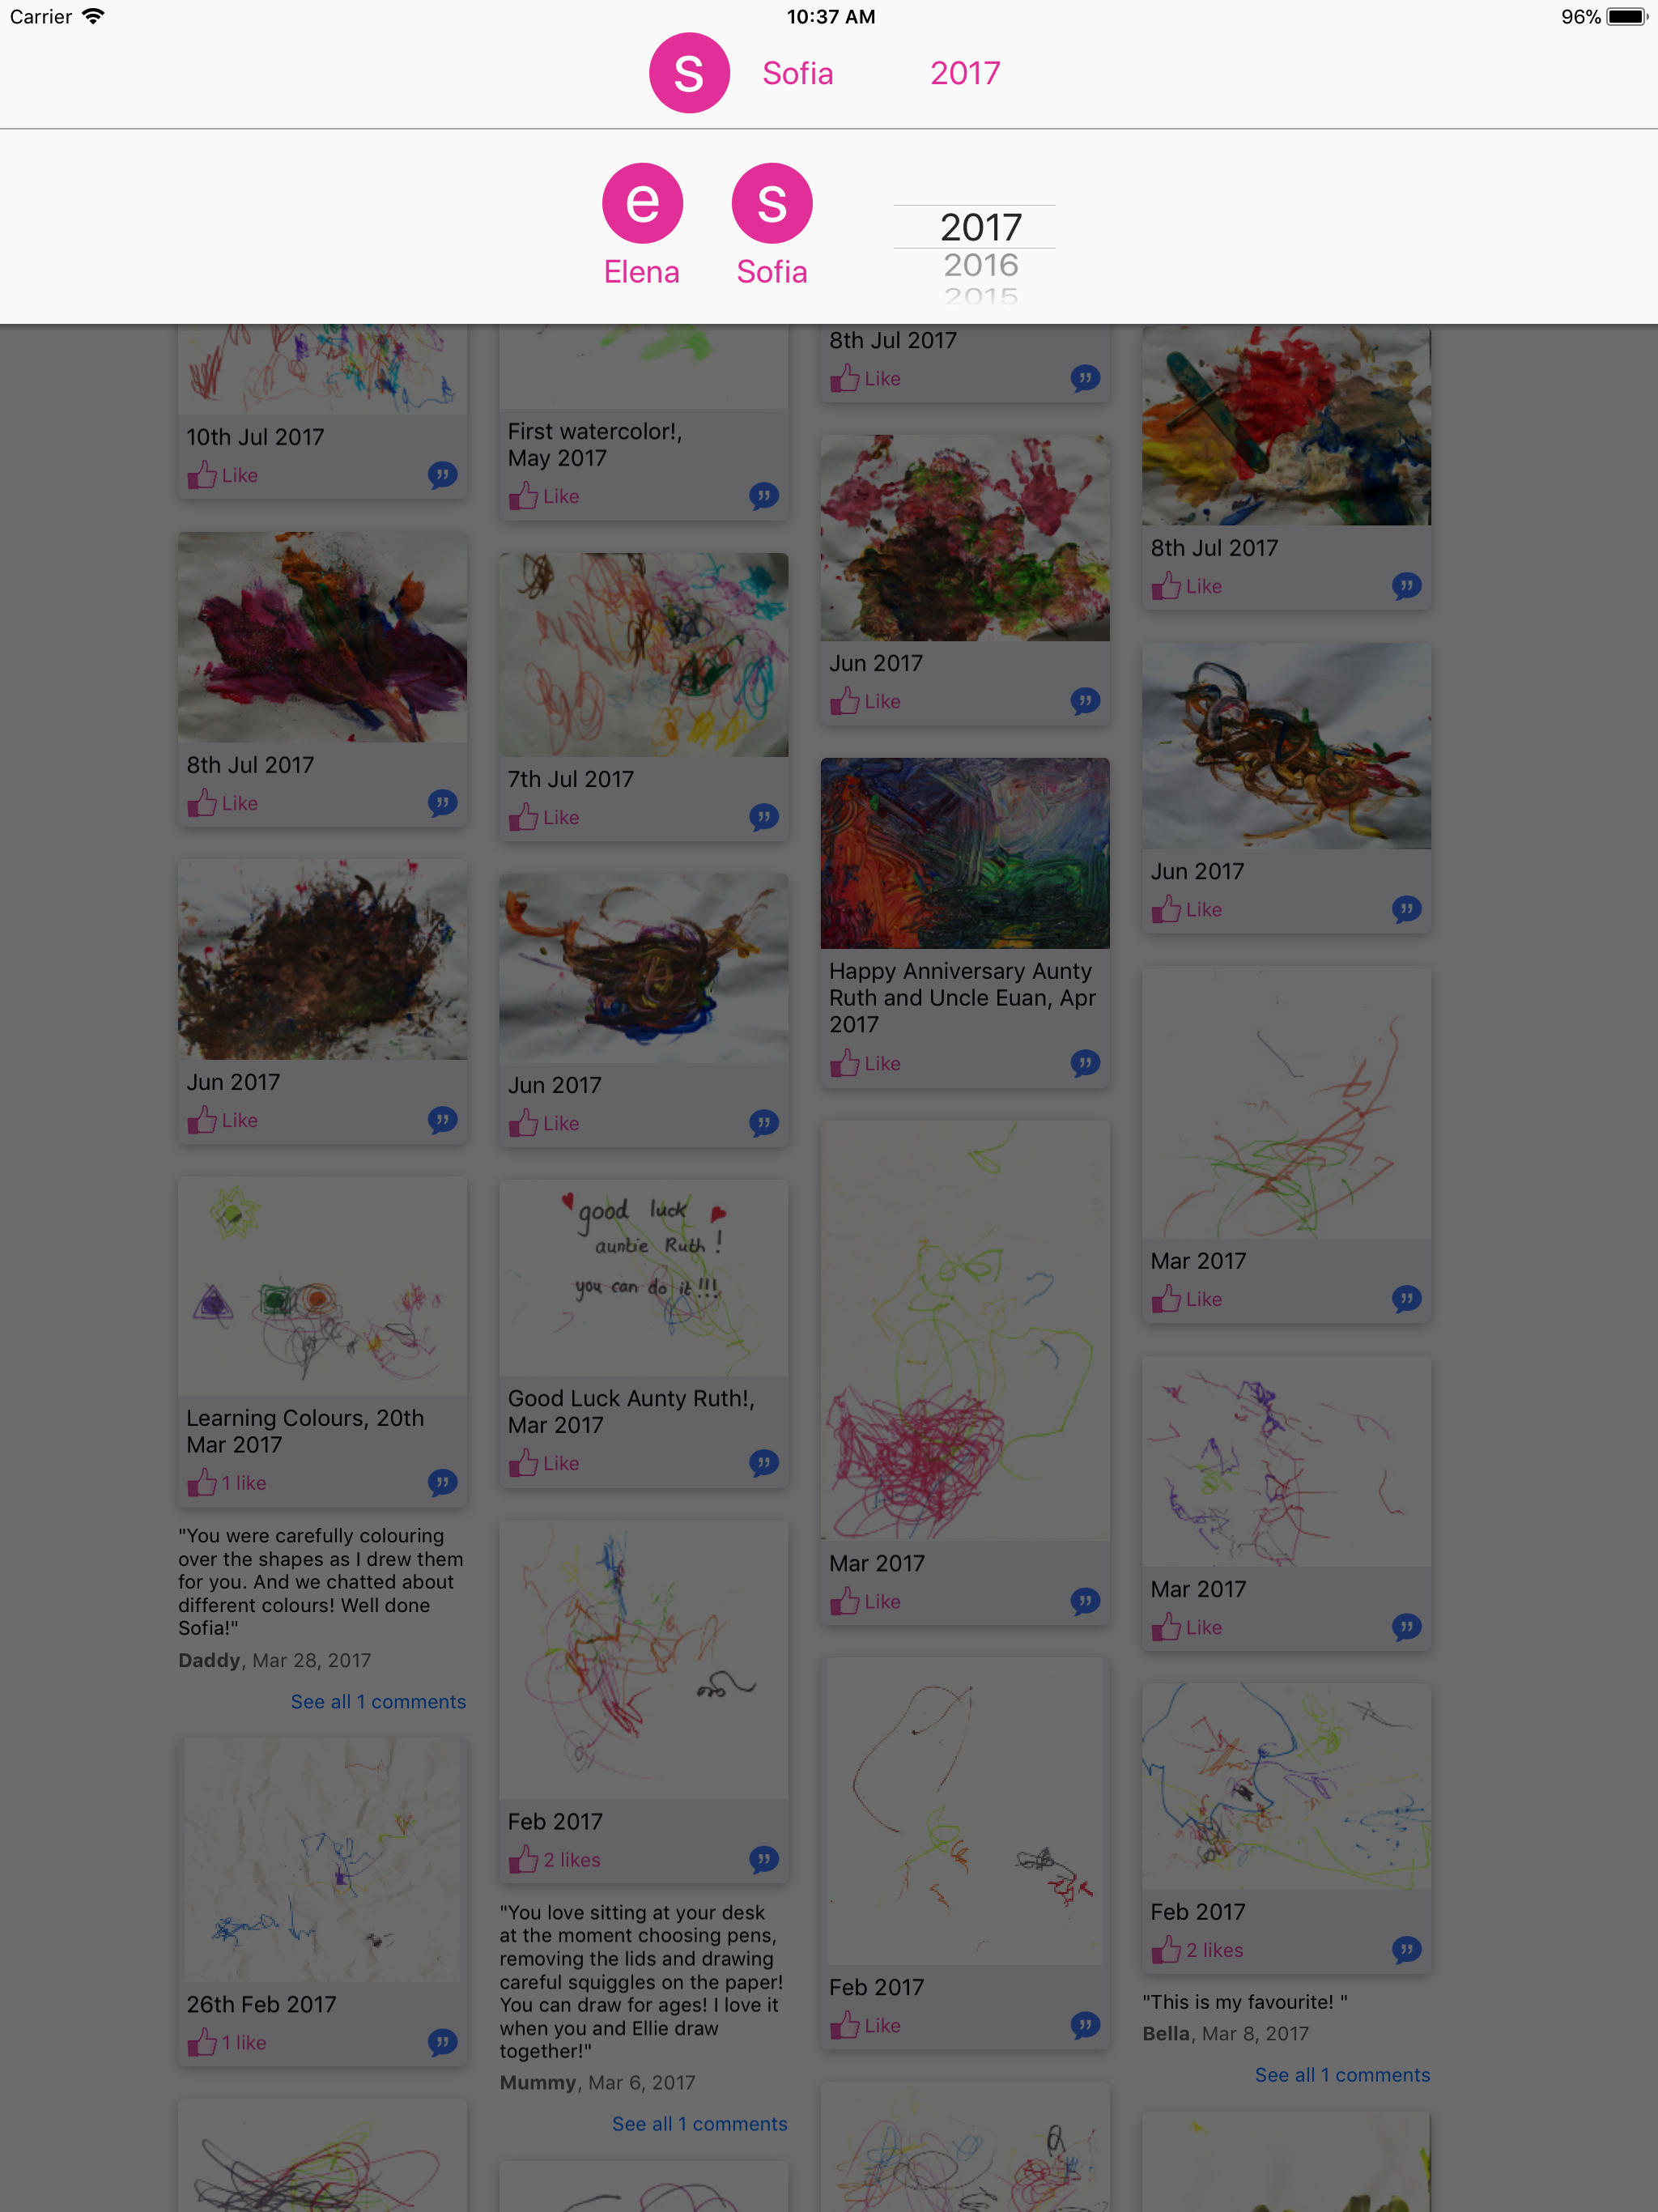 Carrier 10:37 AM 96%
s Sofia 2017
e s
Elena Sofia
2017
2016
2015
10th Jul 2017
Like
8th Jul 2017
Like
Jun 2017
Like
Learning Colours, 20th
Mar 2017
1 like
"You were carefully colouring
over the shapes as I drew them
for you. And we chatted about
different colours! Well done
Sofia!"
Daddy, Mar 28, 2017
See all 1 comments
26th Feb 2017
1 like
First watercolor!,
May 2017
Like
7th Jul 2017
Like
Jun 2017
Like
good luck
auntie Ruth !
you can do it !!!
Good Luck Aunty Ruth!,
Mar 2017
Like
Feb 2017
2 likes
"You love sitting at your desk
at the moment choosing pens,
removing the lids and drawing
careful squiggles on the paper!
You can draw for ages! I love it
when you and Ellie draw
together!"
Mummy, Mar 6, 2017
See all 1 comments
8th Jul 2017
Like
Jun 2017
Like
Happy Anniversary Aunty
Ruth and Uncle Euan, Apr
2017
Like
Mar 2017
Like
Feb 2017
Like
8th Jul 2017
Like
Jun 2017
Like
Mar 2017
Like
Mar 2017
Like
Feb 2017
2 likes
"This is my favourite! "
Bella, Mar 8, 2017
See all 1 comments